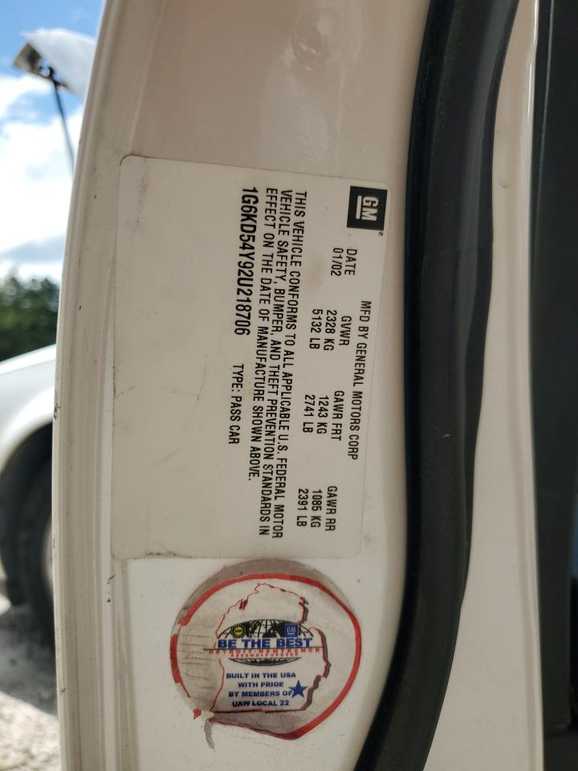 GM
MFD BY GENERAL MOTORS CORP
DATE GVWR GAWR FRT GAWR RR
01/02 2328 KG 1243 KG 1085 KG
5132 LB 2741 LB 2391 LB
THIS VEHICLE CONFORMS TO ALL APPLICABLE U.S. FEDERAL MOTOR
VEHICLE SAFETY, BUMPER, AND THEFT PREVENTION STANDARDS IN
EFFECT ON THE DATE OF MANUFACTURE SHOWN ABOVE.
1G6KD54Y92U218706 TYPE: PASS CAR
GM
BE THE BEST
BUILT IN THE USA
WITH PRIDE
BY MEMBERS OF
UAW LOCAL 22